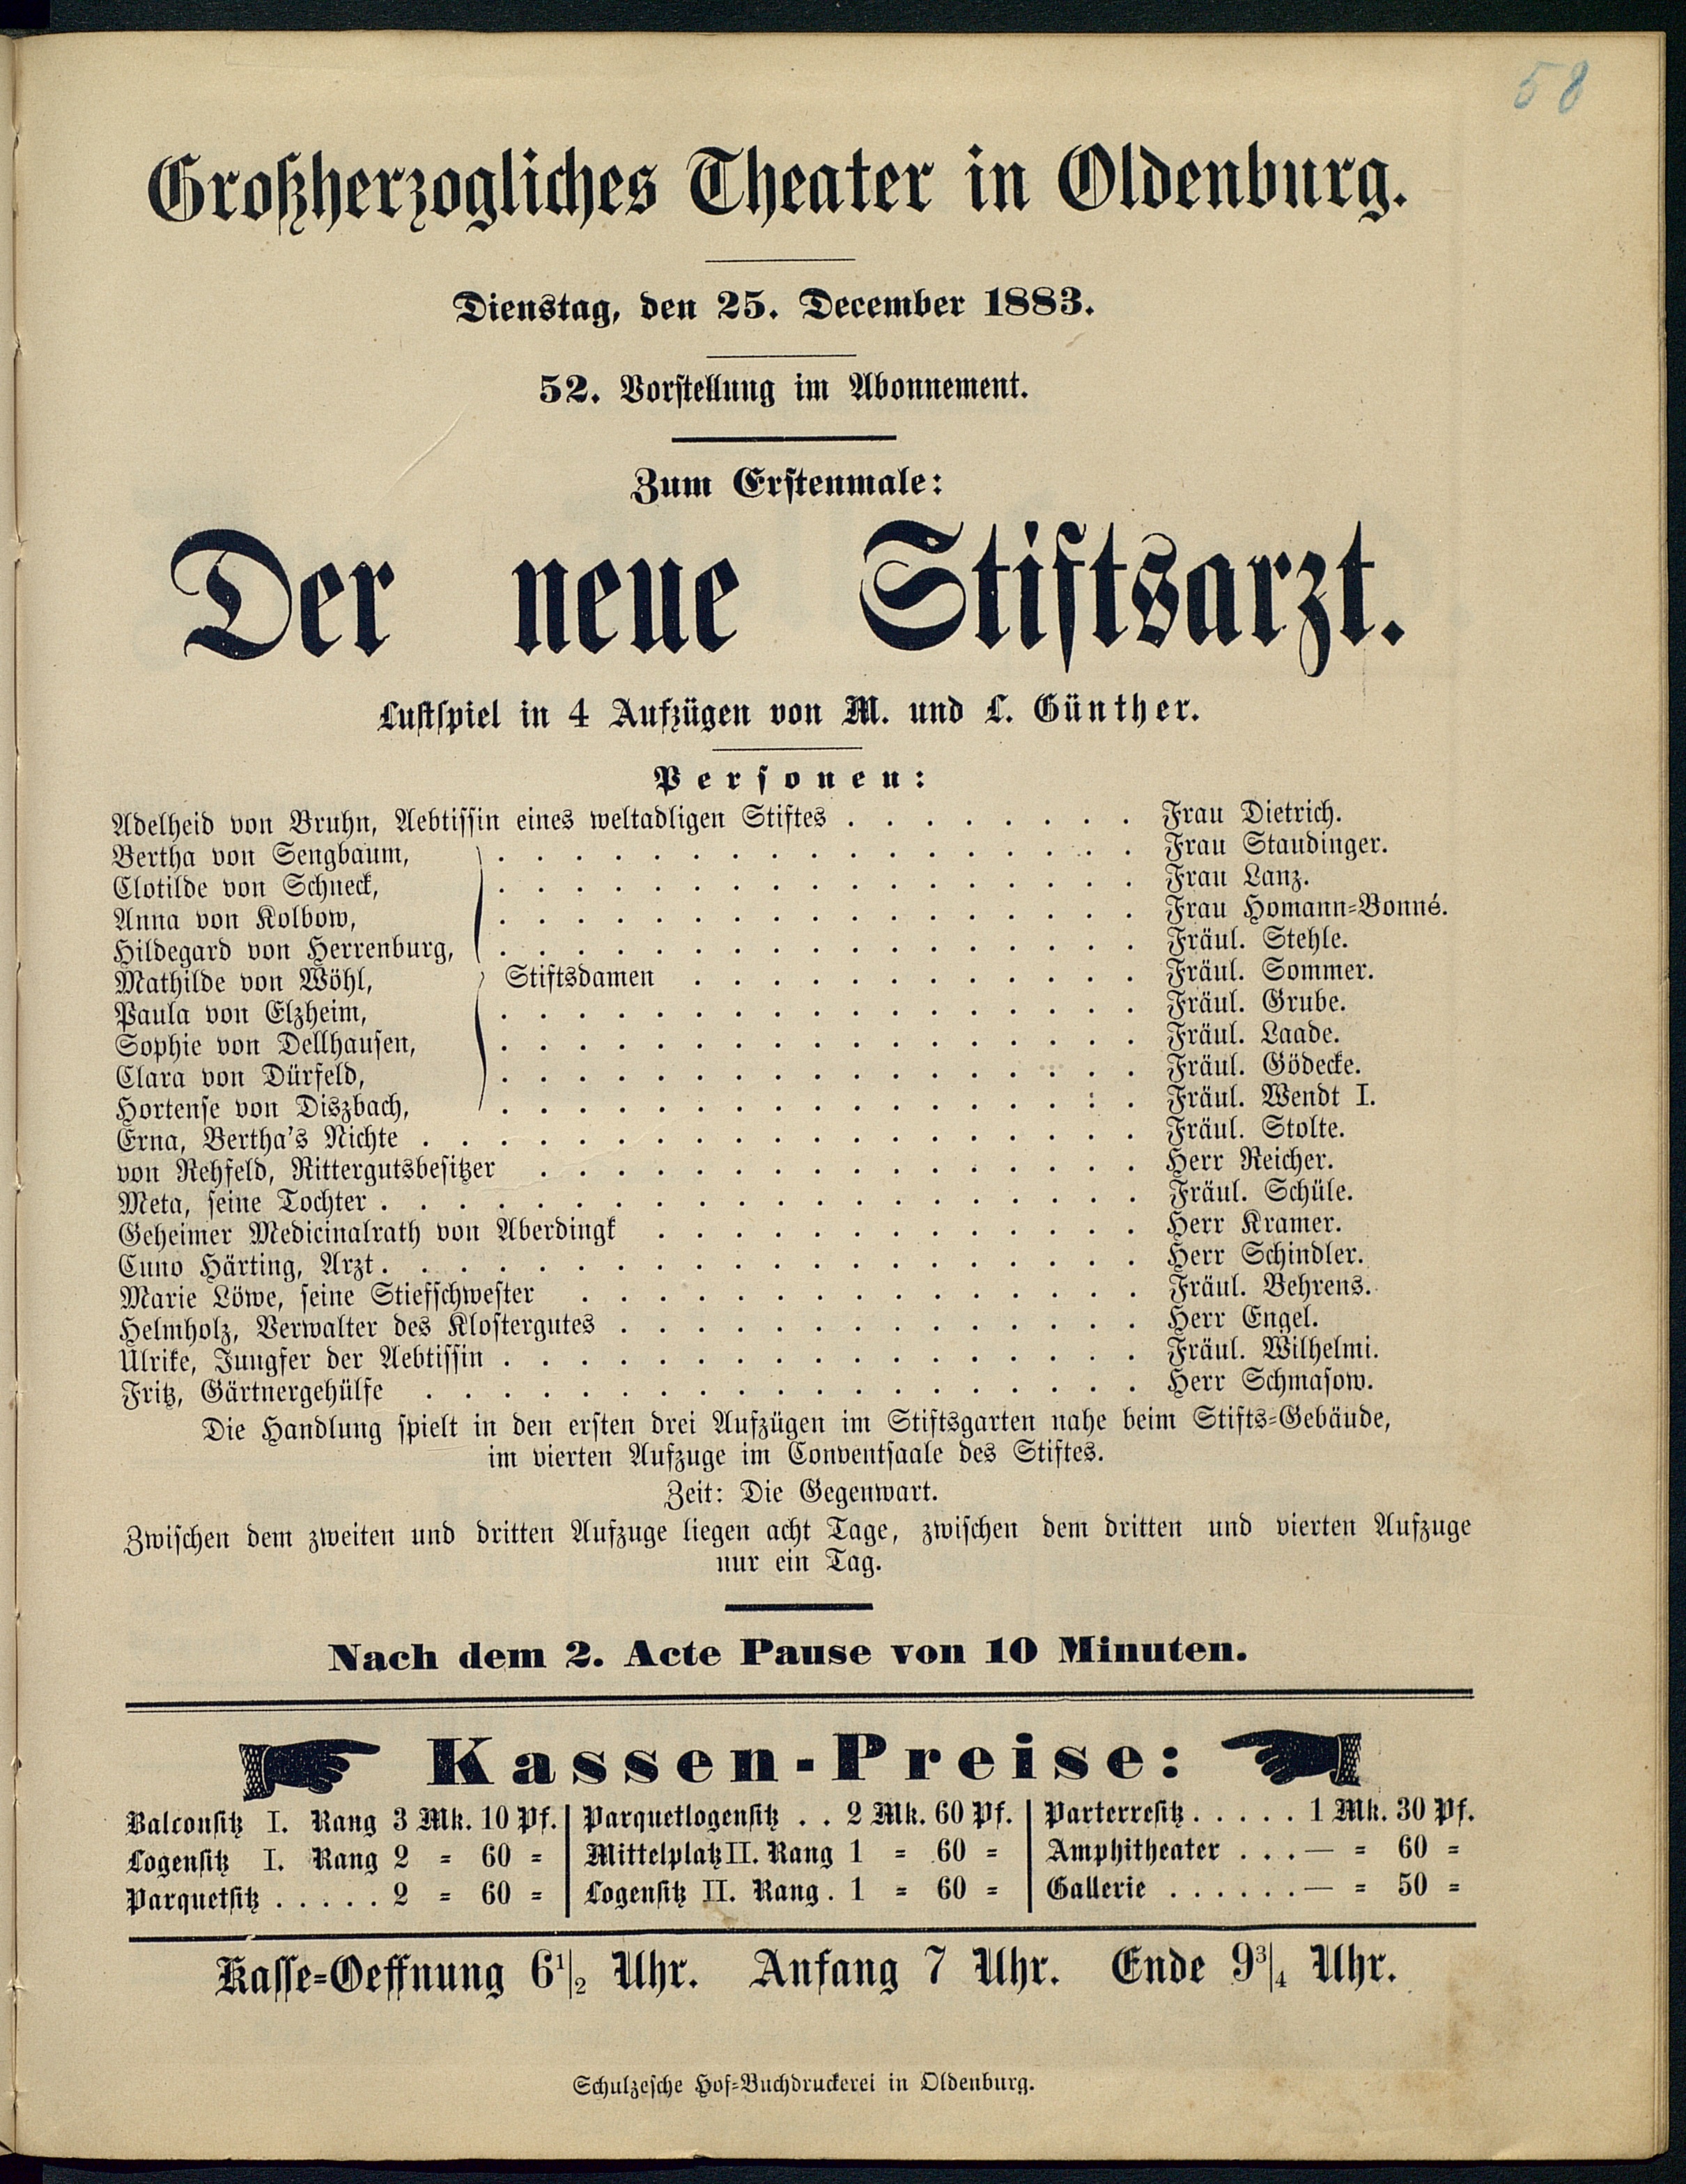 58
Großherzogliches Theater in Oldenburg.
Dienstag, den 25. December 1883.
52. Vorstellung im Abonnement.
Zum Erstenmale:
Der neue Stiftsarzt.
Lustspiel in 4 Aufzügen von M. und L. Günther.
Personen:
Adelheid von Bruhn, Aebtissin eines weltadligen Stiftes . . . . . . . . Frau Dietrich.
Bertha von Sengbaum, . . . . . . . . . . . . . . . . . Frau Staudinger.
Clotilde von Schneck, . . . . . . . . . . . . . . . . . Frau Lanz.
Anna von Kolbow, . . . . . . . . . . . . . . . . . Frau Homann-Bonné.
Hildegard von Herrenburg, . . . . . . . . . . . . . . . . . Fräul. Stehle.
Mathilde von Wöhl, Stiftsdamen . . . . . . . . . . . . Fräul. Sommer.
Paula von Elzheim, . . . . . . . . . . . . . . . . . Fräul. Grube.
Sophie von Dellhausen, . . . . . . . . . . . . . . . . . Fräul. Laade.
Clara von Dürfeld, . . . . . . . . . . . . . . . . . Fräul. Gödecke.
Hortense von Diszbach, . . . . . . . . . . . . . . . : . Fräul. Wendt I.
Erna, Bertha's Nichte . . . . . . . . . . . . . . . . . . . Fräul. Stolte.
von Rehfeld, Rittergutsbesitzer . . . . . . . . . . . . . . . . Herr Reicher.
Meta, seine Tochter . . . . . . . . . . . . . . . . . . . . Fräul. Schüle.
Geheimer Medicinalrath von Aberdingk . . . . . . . . . . . . . Herr Kramer.
Cuno Härting, Arzt . . . . . . . . . . . . . . . . . . . . Herr Schindler.
Marie Löwe, seine Stiefschwester . . . . . . . . . . . . . . . Fräul. Behrens.
Helmholz, Verwalter des Klostergutes . . . . . . . . . . . . . . Herr Engel.
Ulrike, Jungfer der Aebtissin . . . . . . . . . . . . . . . . . Fräul. Wilhelmi.
Fritz, Gärtnergehülfe . . . . . . . . . . . . . . . . . . . Herr Schmasow.
Die Handlung spielt in den ersten drei Aufzügen im Stiftsgarten nahe beim Stifts-Gebäude,
im vierten Aufzuge im Conventsaale des Stiftes.
Zeit: Die Gegenwart.
Zwischen dem zweiten und dritten Aufzuge liegen acht Tage, zwischen dem dritten und vierten Aufzuge
nur ein Tag.
Nach dem 2. Acte Pause von 10 Minuten.
Kassen-Preise:
Balconsitz I. Rang 3 Mk. 10 Pf. | Parquetlogensitz . . 2 Mk. 60 Pf. | Parterresitz . . . . . 1 Mk. 30 Pf.
Logensitz I. Rang 2 = 60 = | Mittelplatz II. Rang 1 = 60 = | Amphitheater . . . — = 60 =
Parquetsitz . . . . . 2 = 60 = | Logensitz II. Rang . 1 = 60 = | Gallerie . . . . . . — = 50 =
Kasse-Oeffnung 6 1/2 Uhr. Anfang 7 Uhr. Ende 9 3/4 Uhr.
Schulzesche Hof-Buchdruckerei in Oldenburg.